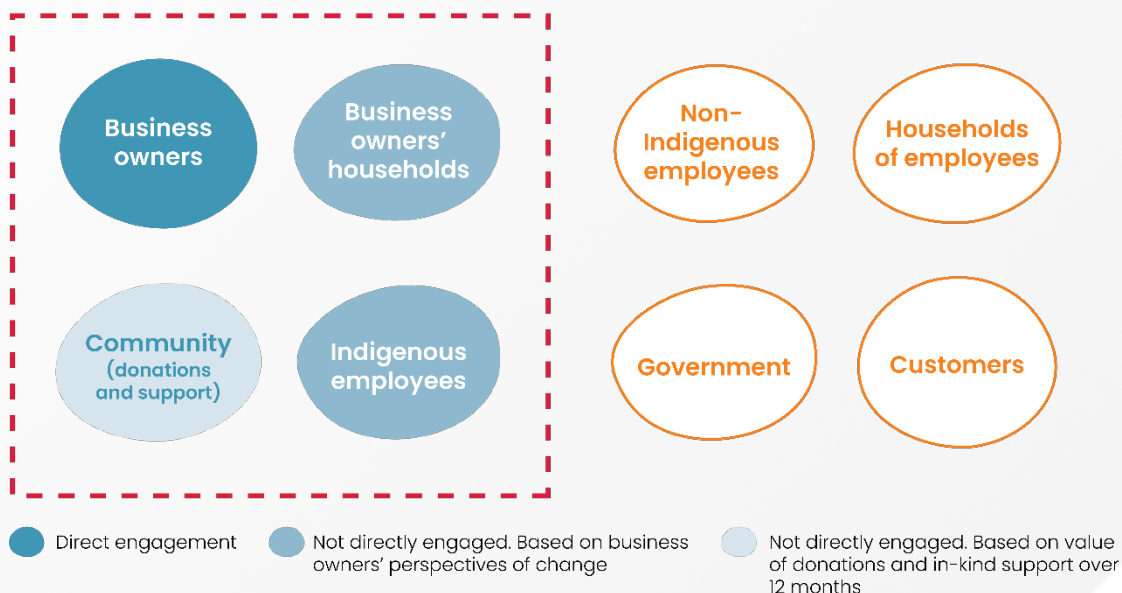 Business
owners
Business
owners’
households
Non-
Indigenous
employees
Households
of employees
Community
(donations
and support)
Indigenous
employees
Government
Customers
Direct engagement
Not directly engaged. Based on business
owners’ perspectives of change
Not directly engaged. Based on value
of donations and in-kind support over
12 months